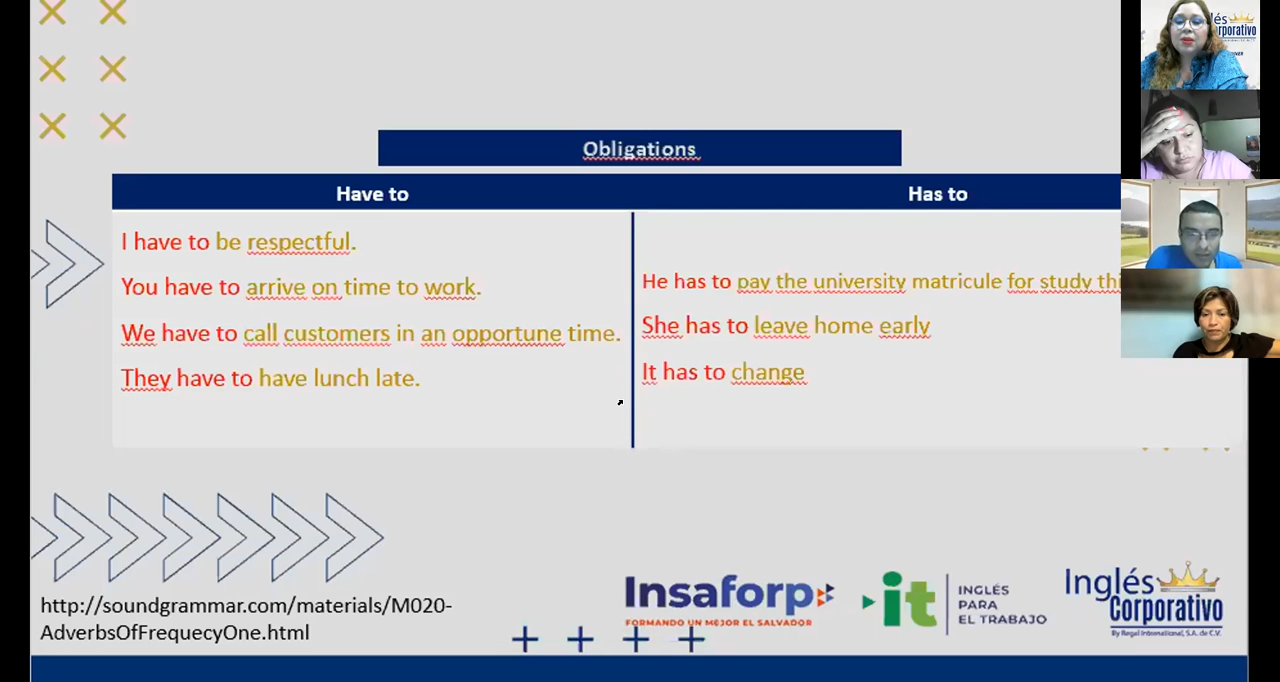 Obligations
Have to
Has to
I have to be respectful.
You have to arrive on time to work.
We have to call customers in an opportune time.
They have to have lunch late.
He has to pay the university matricule for study
She has to leave home early
It has to change
http://soundgrammar.com/materials/M020-
AdverbsOfFrequecyOne.html
Insaforp
FORMANDO UN MEJOR EL SALVADOR
it
INGLÉS
PARA
EL TRABAJO
Inglés
Corporativo
By Regal International, S.A. de C.V.
lés
rporativo